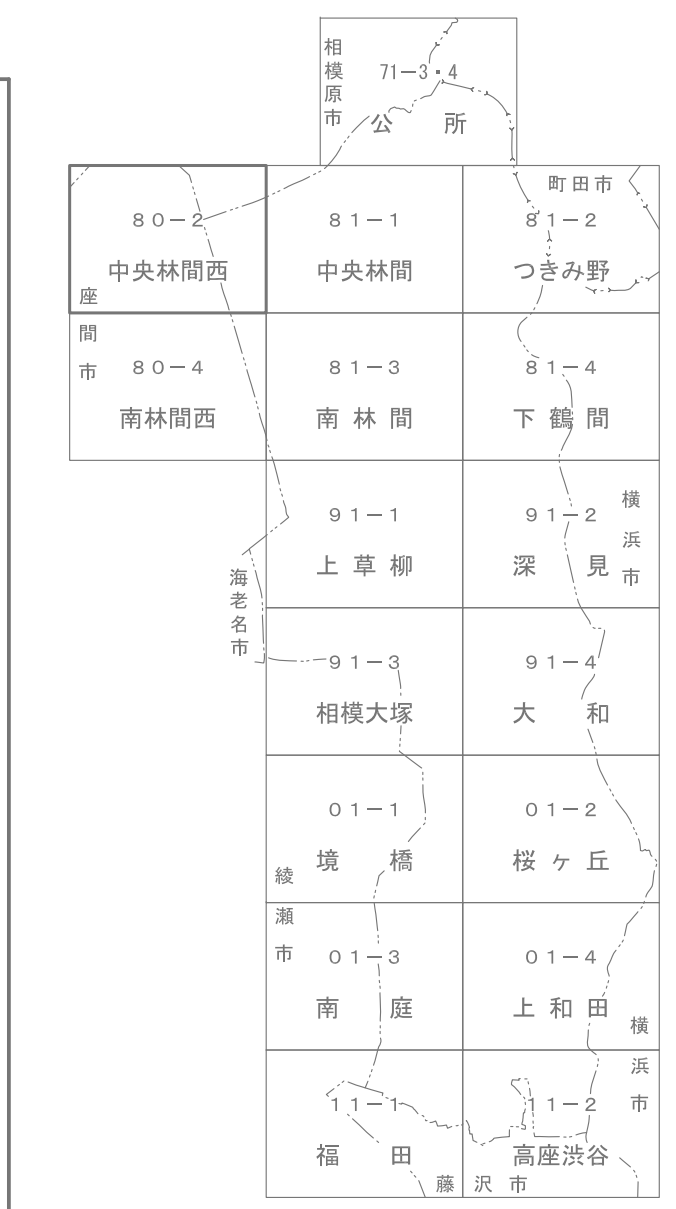 相模原市
71－3・4
公所
町田市
80－2
中央林間西
81－1
中央林間
81－2
つきみ野
座間市
80－4
南林間西
81－3
南林間
81－4
下鶴間
91－1
上草柳
91－2
深見
横浜市
海老名市
91－3
相模大塚
91－4
大和
01－1
境橋
01－2
桜ヶ丘
綾瀬市
01－3
南庭
01－4
上和田
横浜市
11－1
福田
11－2
高座渋谷
藤沢市